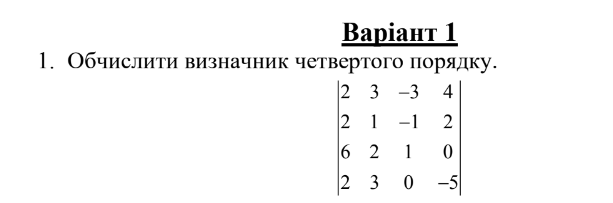 Варіант 1
1. Обчислити визначник четвертого порядку.
|2 3 –3 4|
|2 1 –1 2|
|6 2 1 0|
|2 3 0 –5|